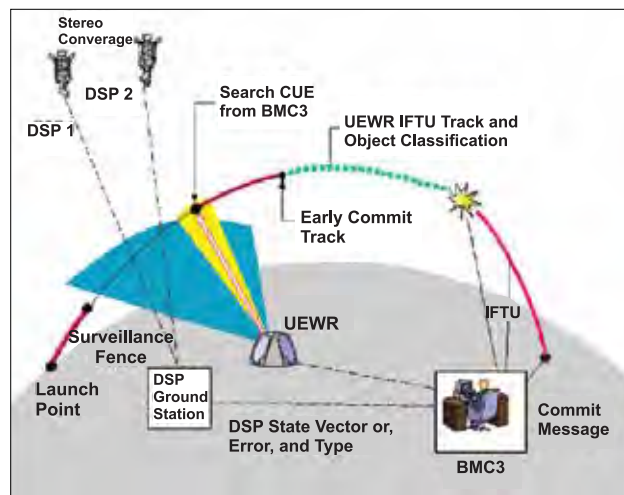 Stereo
Converage
DSP 2
DSP 1
Search CUE
from BMC3
UEWR IFTU Track and
Object Classification
Early Commit
Track
UEWR
IFTU
Surveillance
Fence
Launch
Point
DSP
Ground
Station
DSP State Vector or,
Error, and Type
BMC3
Commit
Message